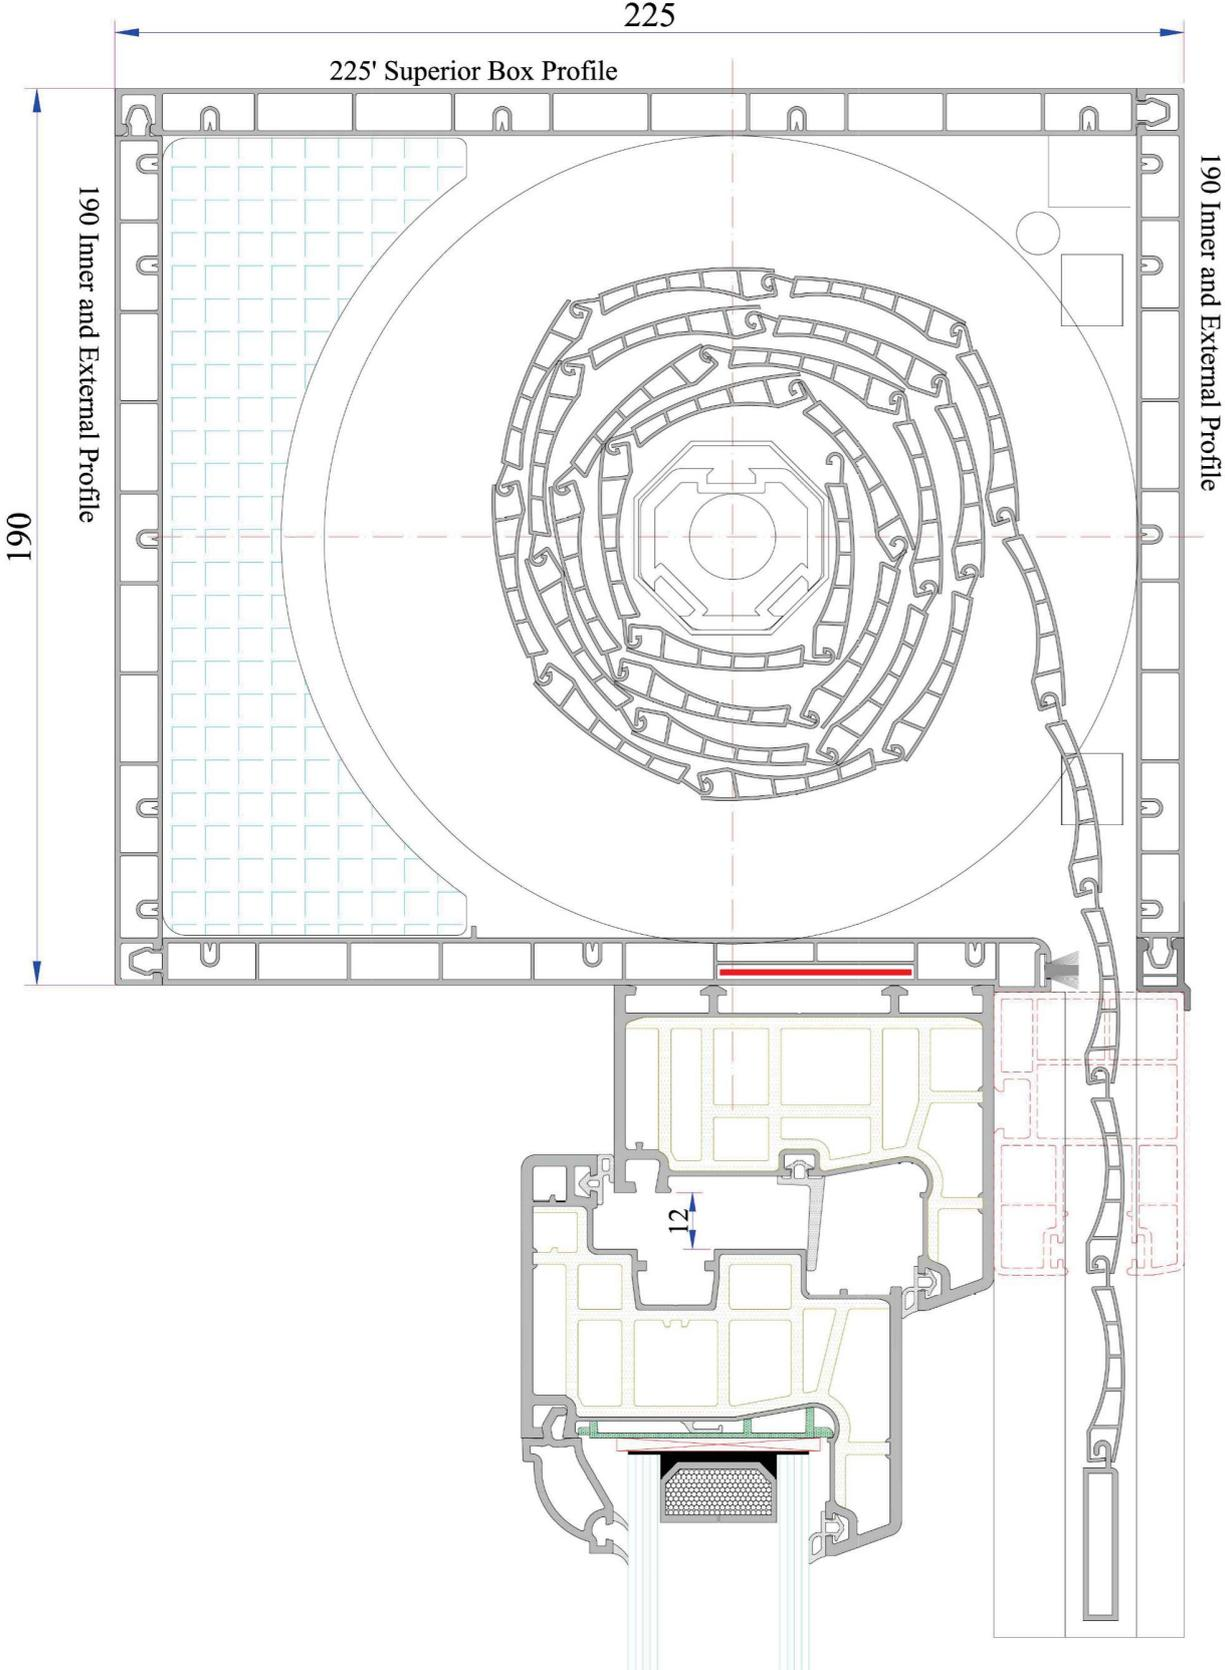 225
225' Superior Box Profile
190 Inner and External Profile
190 Inner and External Profile
190
12